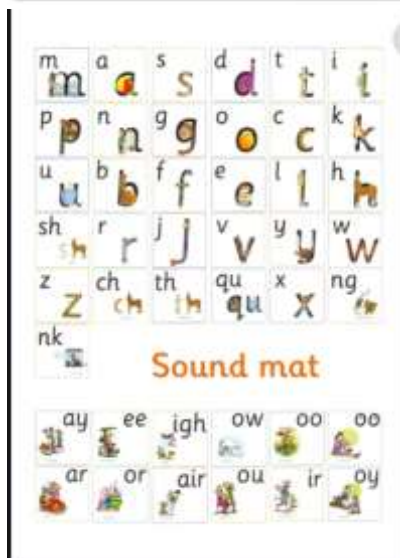 m a s d t i
p n g o c k
u b f e l h
sh r j v y w
z ch th qu x ng
nk
Sound mat
ay ee igh ow oo oo
ar or air ou ir oy